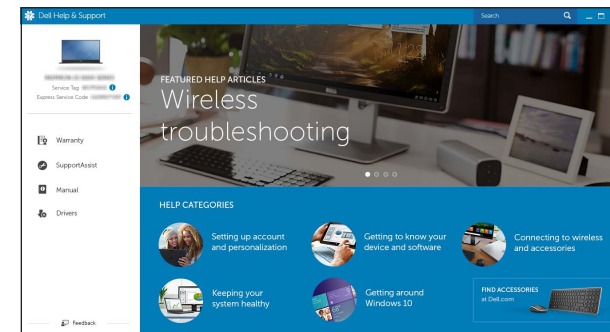 Dell Help & Support
Search
Service Tag
Express Service Code
Warranty
SupportAssist
Manual
Drivers
Feedback
FEATURED HELP ARTICLES
Wireless
troubleshooting
HELP CATEGORIES
Setting up account
and personalization
Getting to know your
device and software
Connecting to wireless
and accessories
Keeping your
system healthy
Getting around
Windows 10
FIND ACCESSORIES
at Dell.com